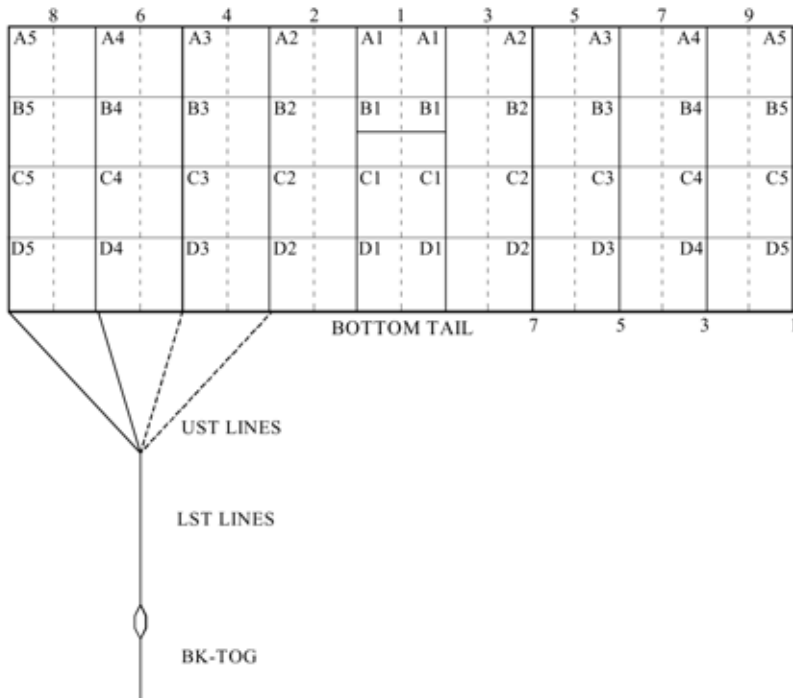 8 6 4 2 1 3 5 7 9
A5 A4 A3 A2 A1 A1 A2 A3 A4 A5
B5 B4 B3 B2 B1 B1 B2 B3 B4 B5
C5 C4 C3 C2 C1 C1 C2 C3 C4 C5
D5 D4 D3 D2 D1 D1 D2 D3 D4 D5
BOTTOM TAIL 7 5 3 1
UST LINES
LST LINES
BK-TOG